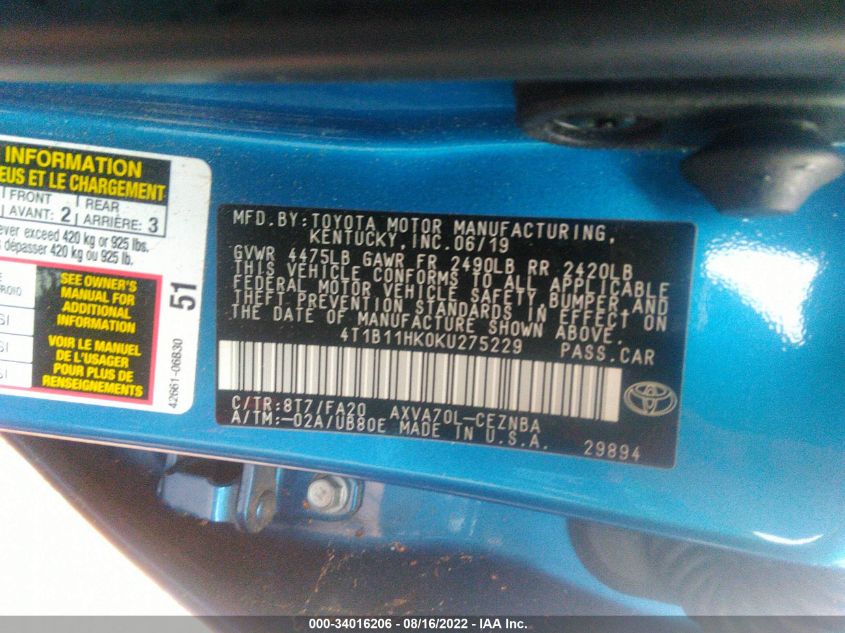 INFORMATION
EUS ET LE CHARGEMENT
FRONT
AVANT: 2
REAR
ARRIÈRE: 3
ever exceed 420 kg or 925 lbs.
dépasser 420 kg ou 925 lb.
SEE OWNER'S
MANUAL FOR
ADDITIONAL
INFORMATION
VOIR LE MANUEL
DE L'USAGER
POUR PLUS DE
RENSEIGNEMENTS
51
42661-06B30
MFD.BY:TOYOTA MOTOR MANUFACTURING,
KENTUCKY,INC.06/19
GVWR 4475LB GAWR FR 2490LB RR 2420LB
THIS VEHICLE CONFORMS TO ALL APPLICABLE
FEDERAL MOTOR VEHICLE SAFETY,BUMPER,AND
THEFT PREVENTION STANDARDS IN EFFECT ON
THE DATE OF MANUFACTURE SHOWN ABOVE.
4T1B11HK0KU275229 PASS.CAR
C/TR:8T7/FA20 AXVA70L-CEZNBA
A/TM:-02A/UB80E MADE IN U.S.A.
29894
000-34016206 - 08/16/2022 - IAA Inc.